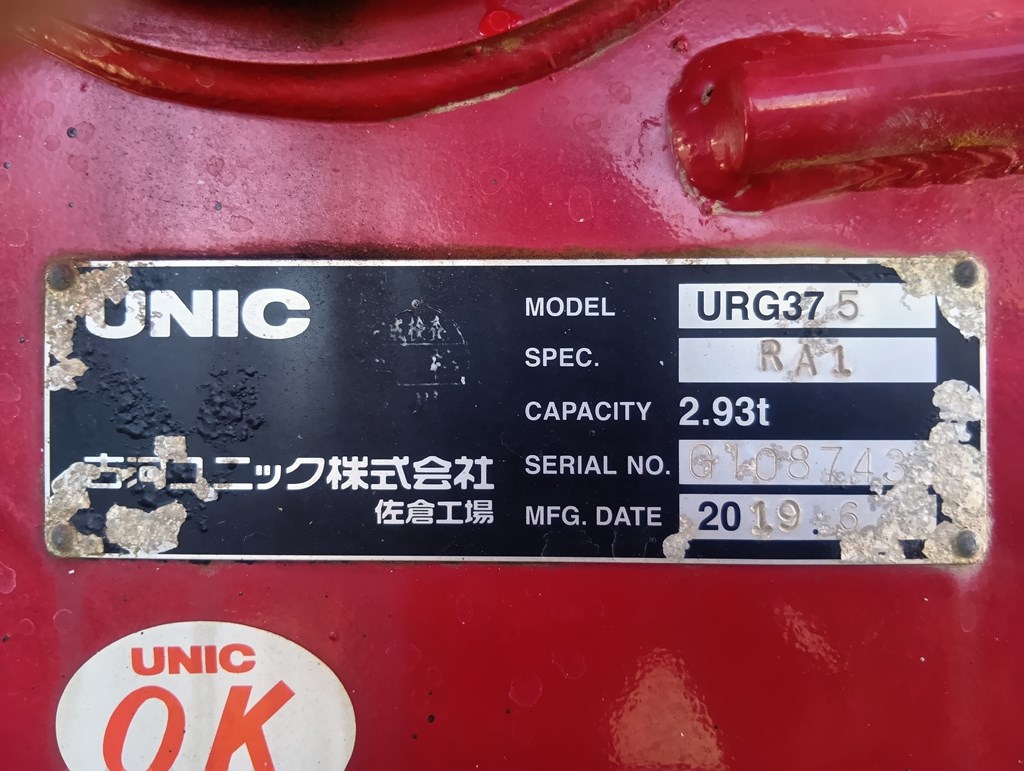 UNIC
MODEL URG375
SPEC. RA1
CAPACITY 2.93t
古河ユニック株式会社
SERIAL NO. G108743
佐倉工場
MFG. DATE 2019.6
UNIC
OK